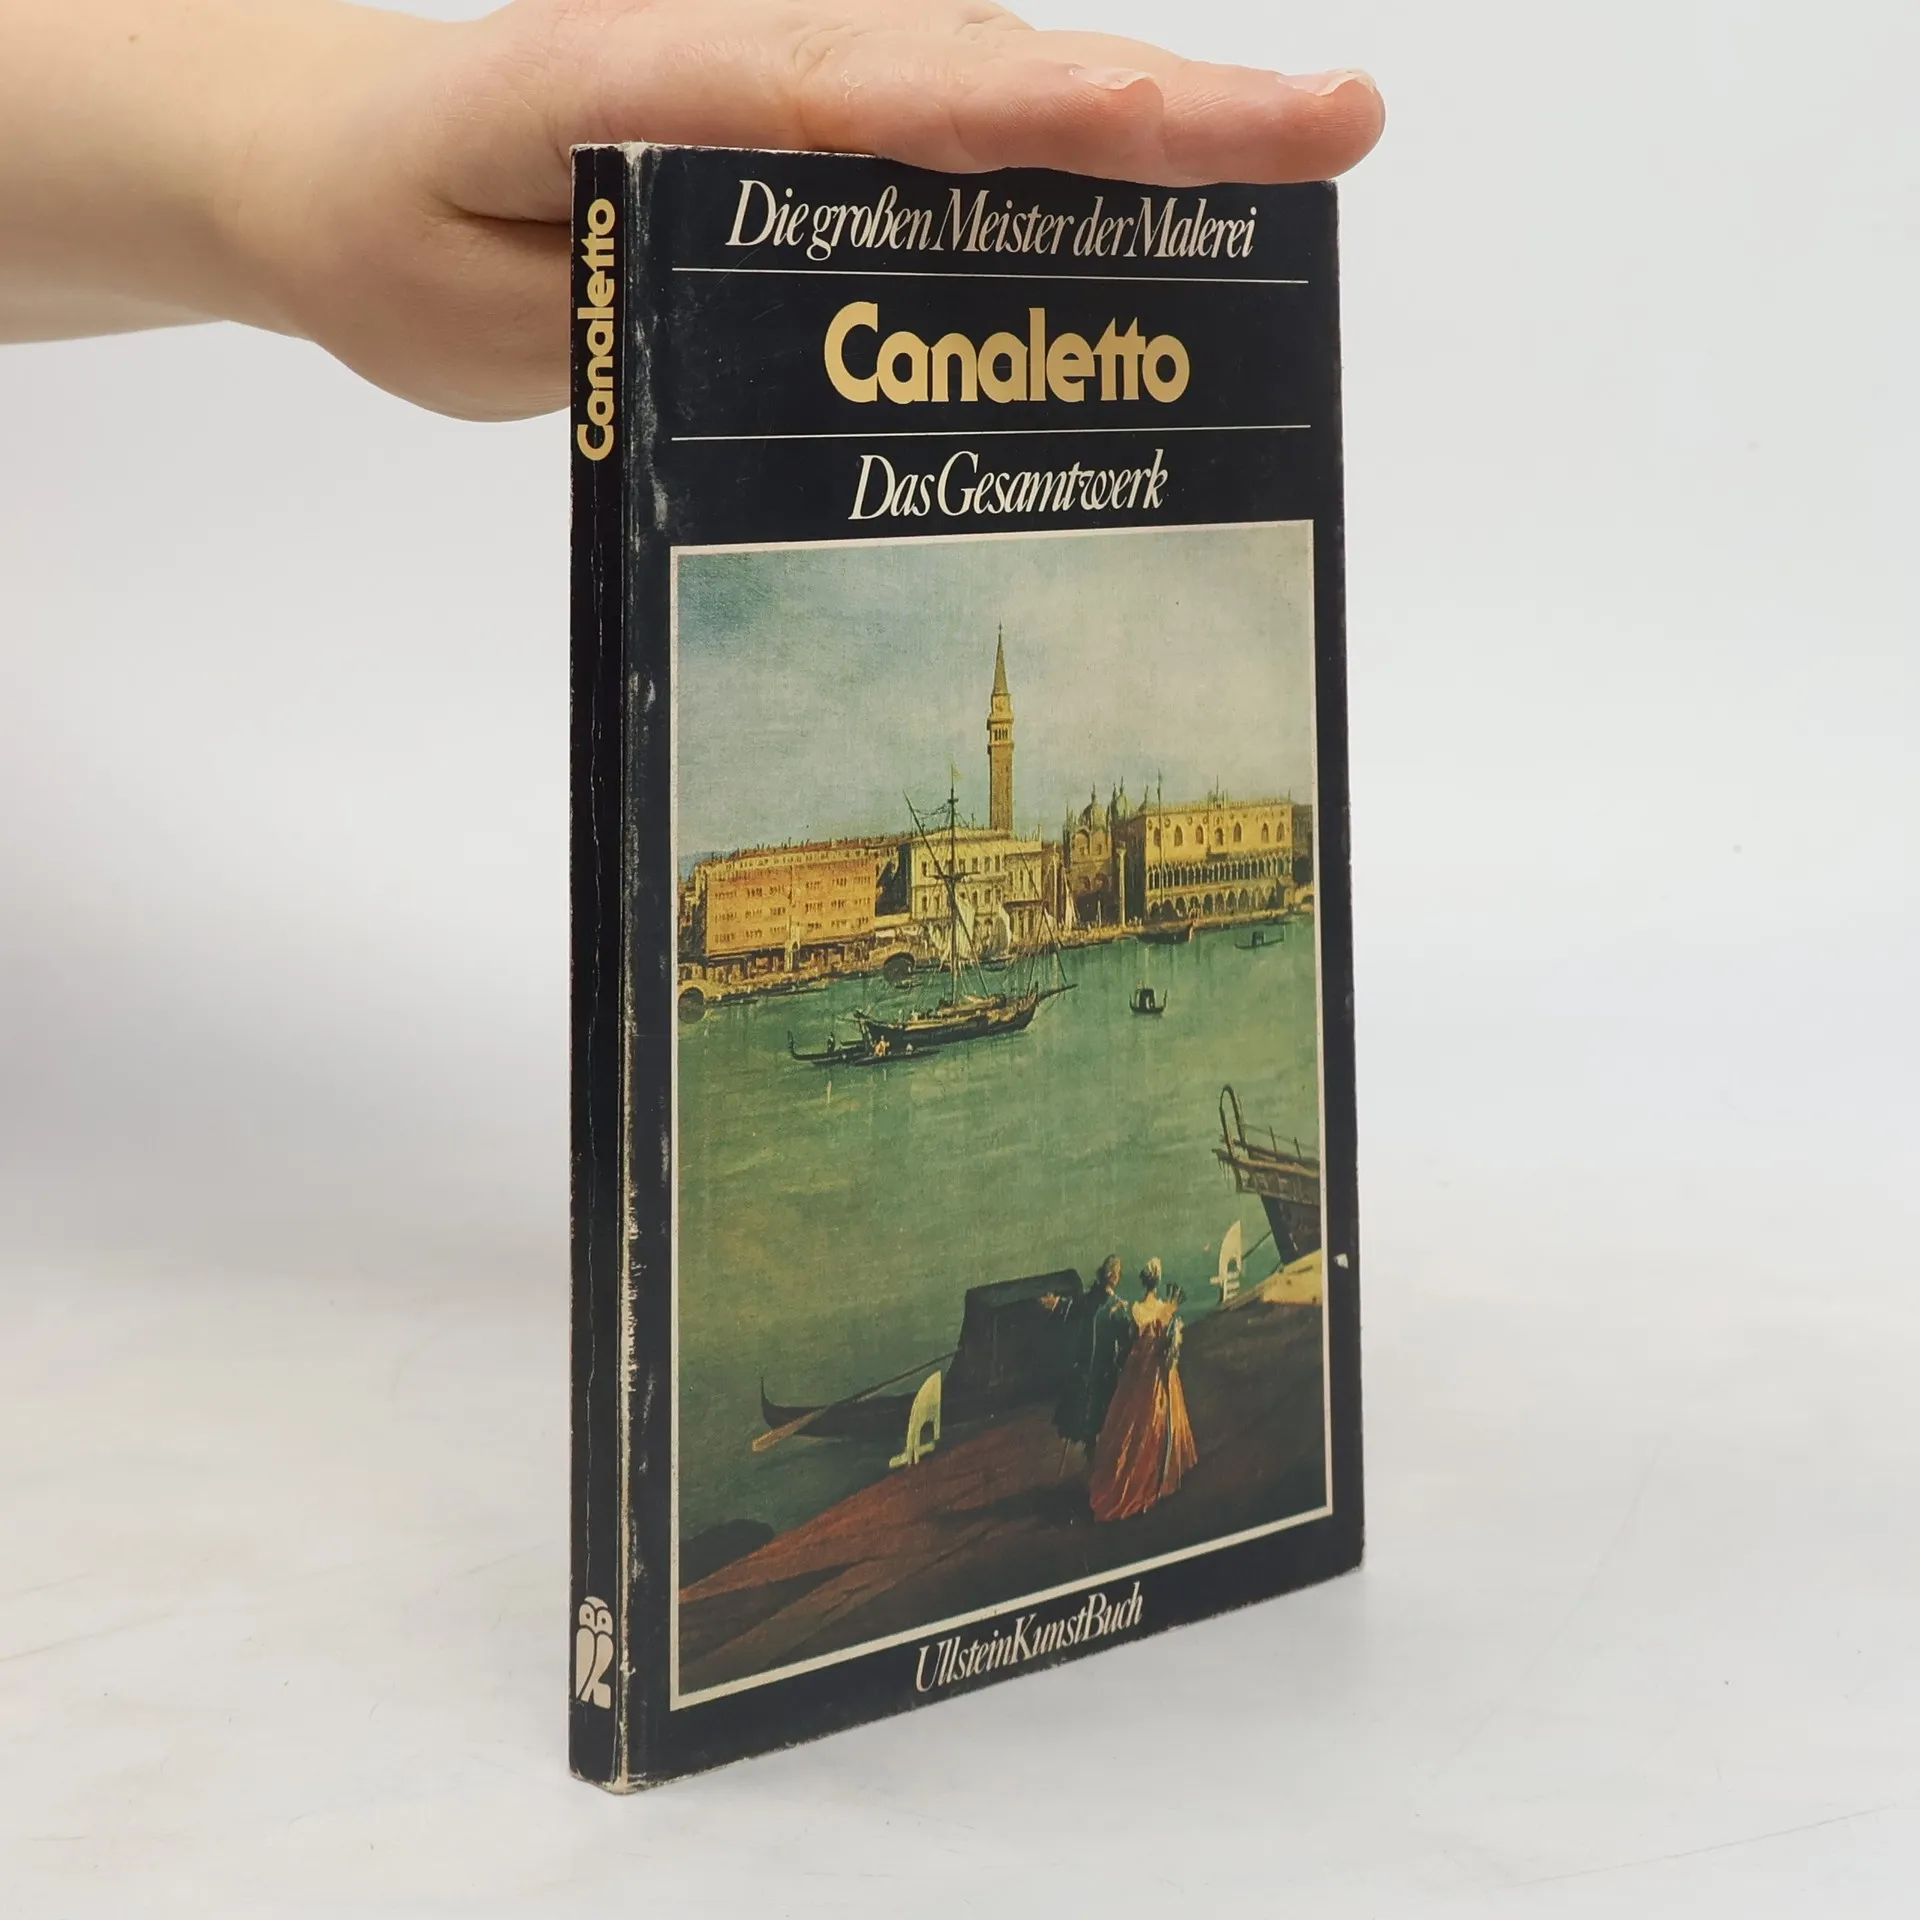 Canaletto
Die großen Meister der Malerei
Canaletto
Das Gesamtwerk
UllsteinKunstBuch